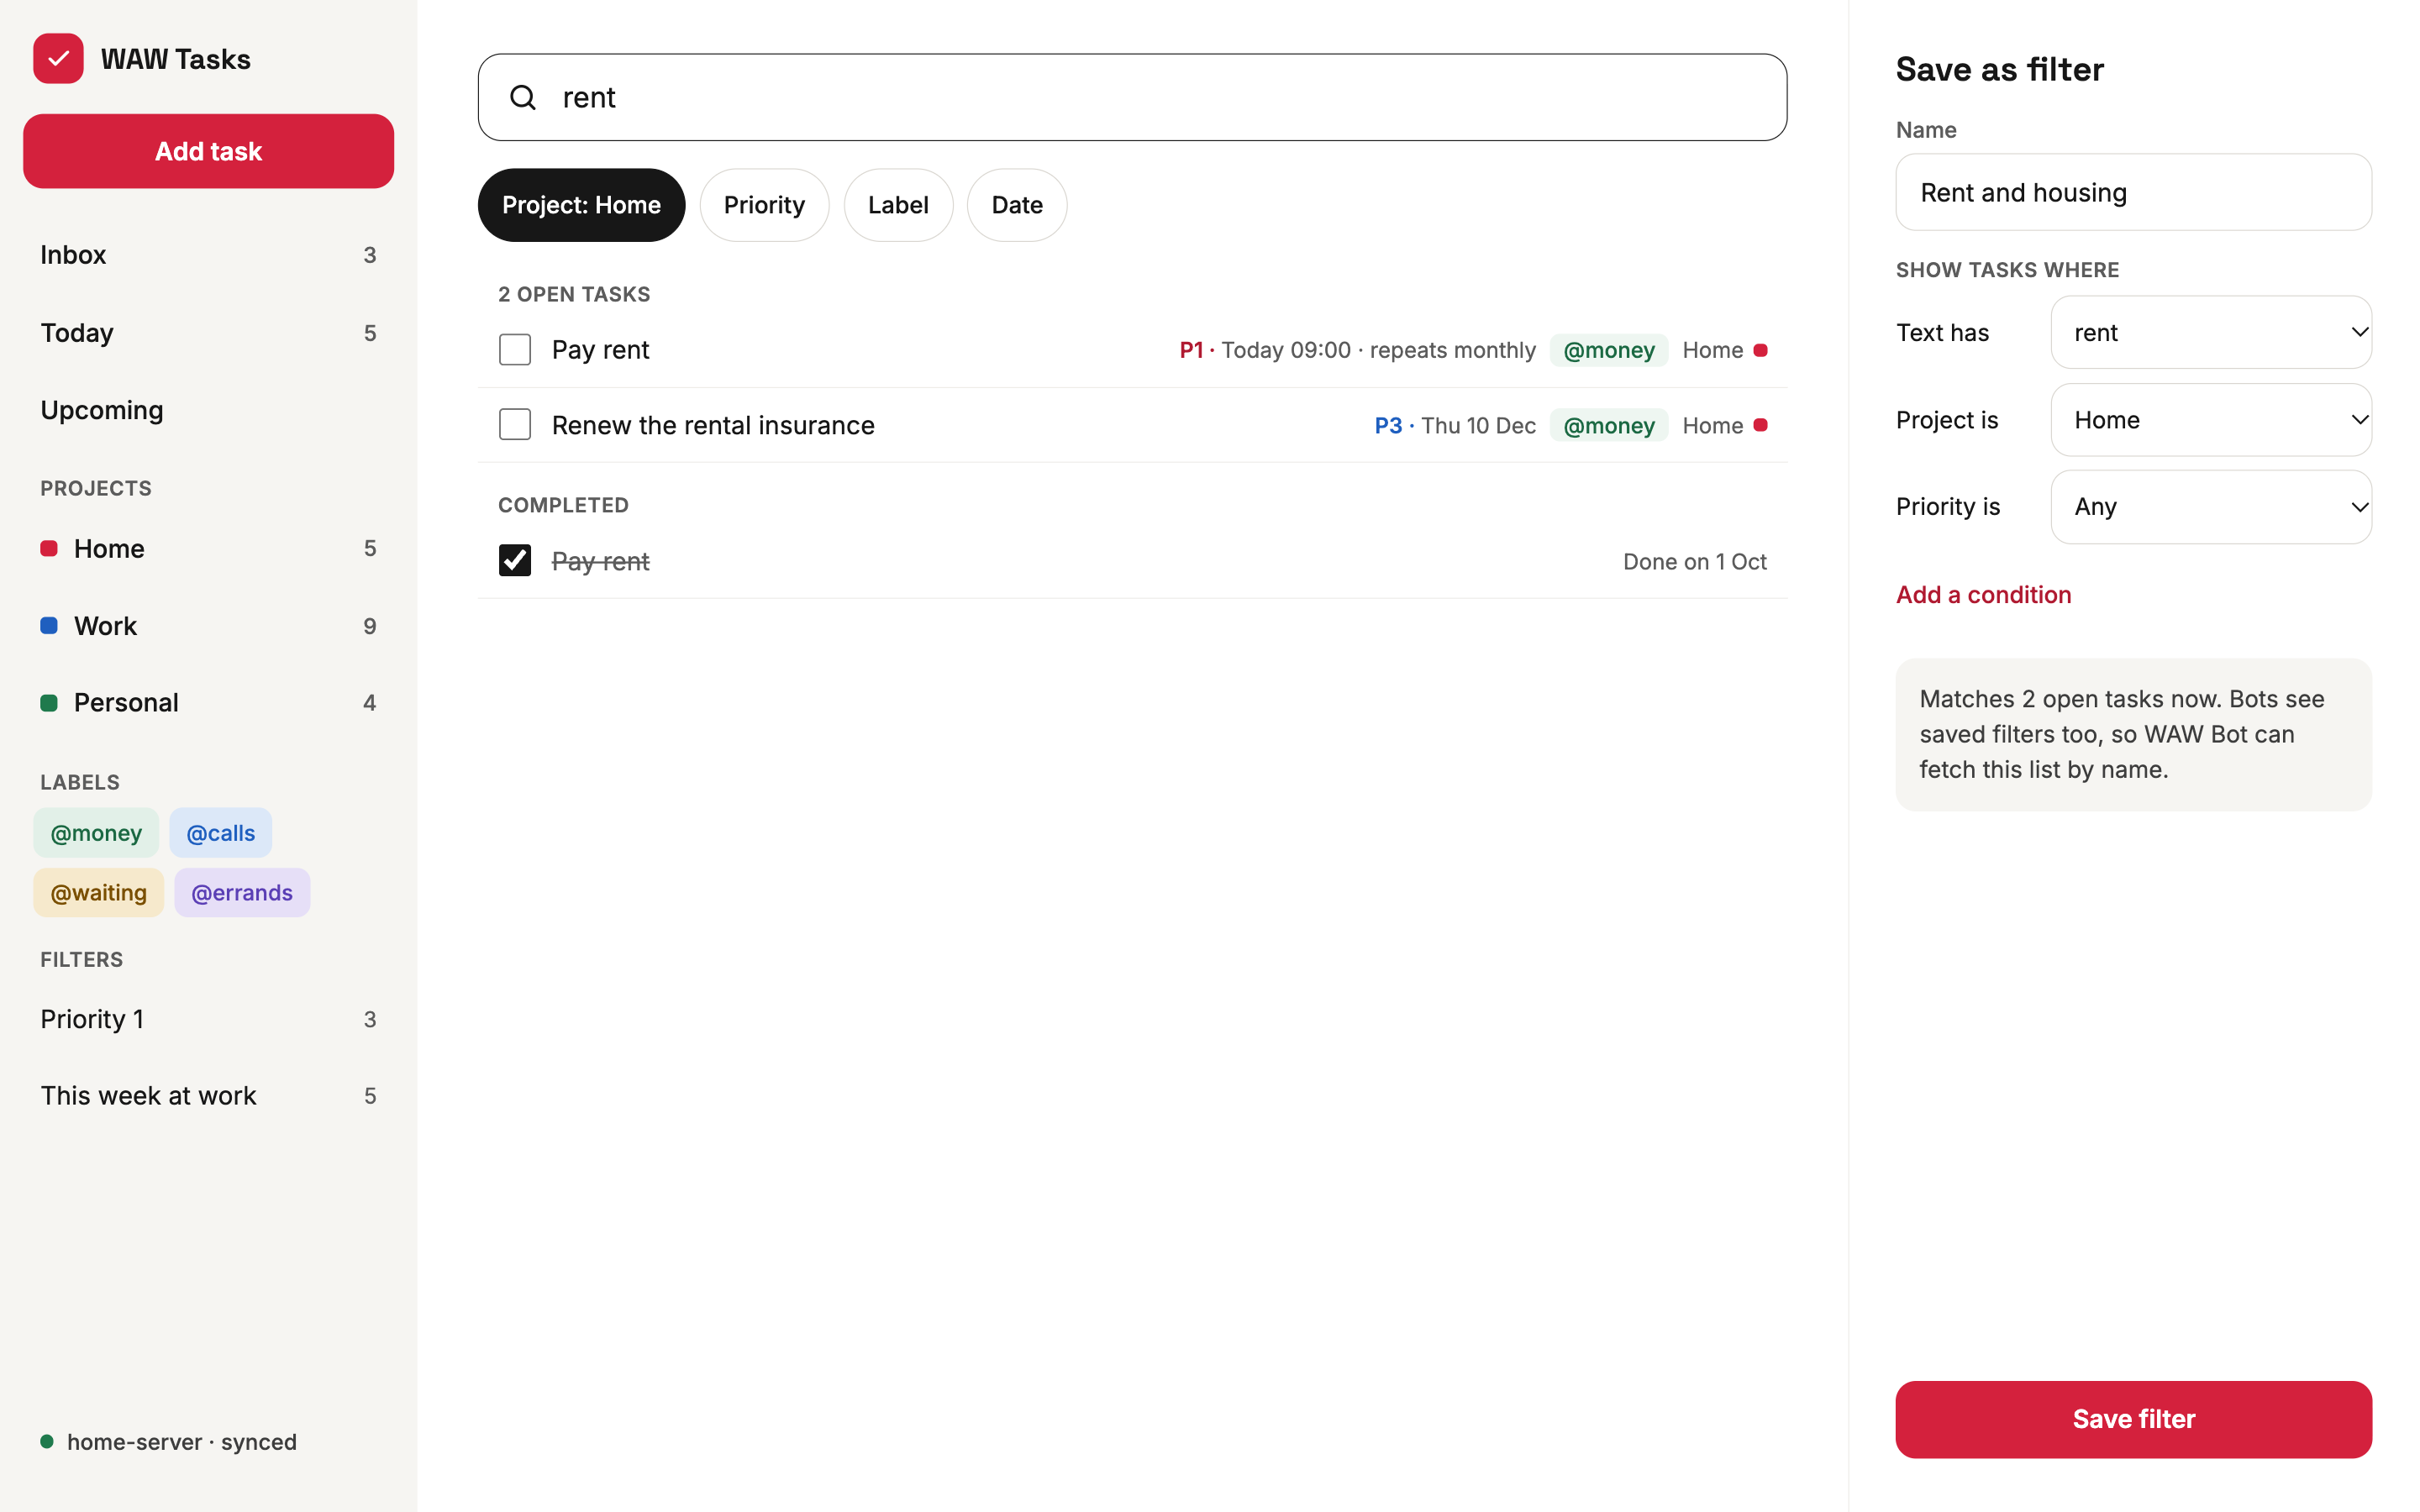 WAW Tasks
Add task
Inbox 3
Today 5
Upcoming
PROJECTS
Home 5
Work 9
Personal 4
LABELS
@money @calls
@waiting @errands
FILTERS
Priority 1 3
This week at work 5
home-server · synced
rent
Project: Home Priority Label Date
2 OPEN TASKS
Pay rent P1 · Today 09:00 · repeats monthly @money Home
Renew the rental insurance P3 · Thu 10 Dec @money Home
COMPLETED
Pay rent Done on 1 Oct
Save as filter
Name
Rent and housing
SHOW TASKS WHERE
Text has rent
Project is Home
Priority is Any
Add a condition
Matches 2 open tasks now. Bots see
saved filters too, so WAW Bot can
fetch this list by name.
Save filter